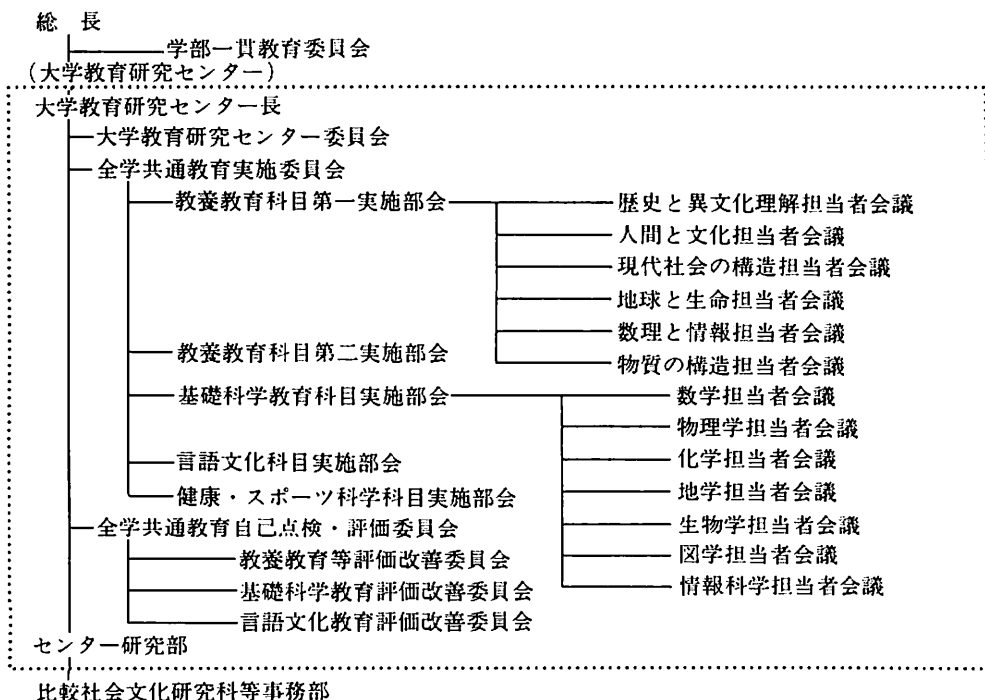 総 長
学部一貫教育委員会
(大学教育研究センター)
大学教育研究センター長
大学教育研究センター委員会
全学共通教育実施委員会
教養教育科目第一実施部会
歴史と異文化理解担当者会議
人間と文化担当者会議
現代社会の構造担当者会議
地球と生命担当者会議
数理と情報担当者会議
物質の構造担当者会議
教養教育科目第二実施部会
基礎科学教育科目実施部会
数学担当者会議
物理学担当者会議
化学担当者会議
地学担当者会議
生物学担当者会議
図学担当者会議
情報科学担当者会議
言語文化科目実施部会
健康・スポーツ科学科目実施部会
全学共通教育自己点検・評価委員会
教養教育等評価改善委員会
基礎科学教育評価改善委員会
言語文化教育評価改善委員会
センター研究部
比較社会文化研究科等事務部